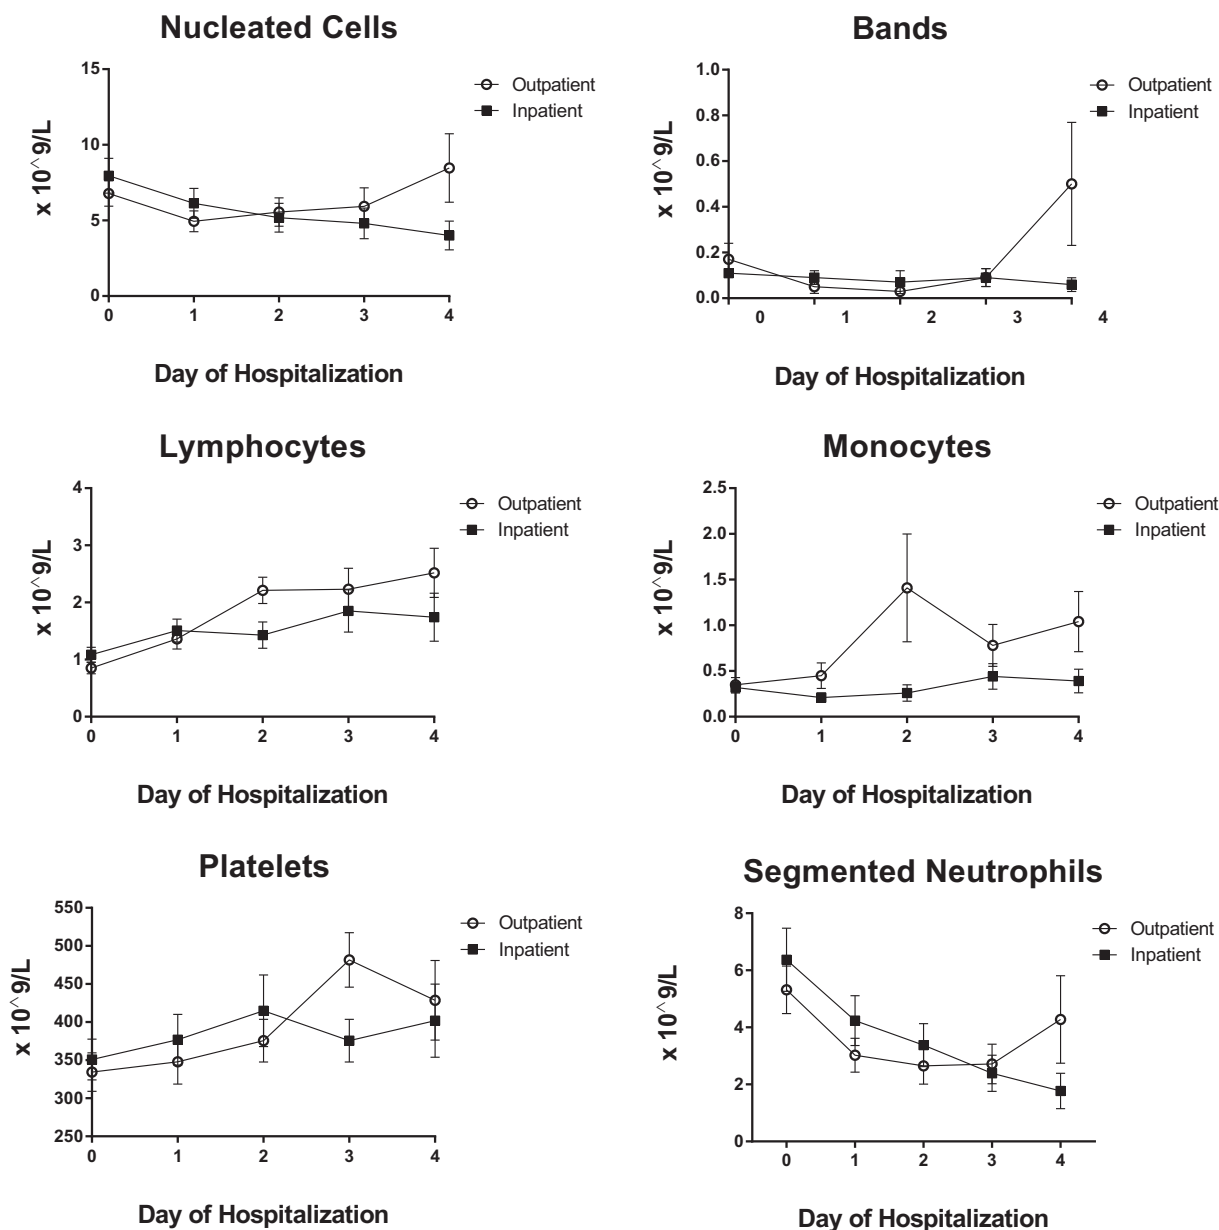 Nucleated Cells
x 10^9/L
15
10
5
0
0 1 2 3 4
Outpatient
Inpatient
Day of Hospitalization
Bands
x 10^9/L
1.0
0.8
0.6
0.4
0.2
0.0
0 1 2 3 4
Outpatient
Inpatient
Day of Hospitalization
Lymphocytes
x 10^9/L
4
3
2
1
0
0 1 2 3 4
Outpatient
Inpatient
Day of Hospitalization
Monocytes
x 10^9/L
2.5
2.0
1.5
1.0
0.5
0.0
0 1 2 3 4
Outpatient
Inpatient
Day of Hospitalization
Platelets
x 10^9/L
550
500
450
400
350
300
250
0 1 2 3 4
Outpatient
Inpatient
Day of Hospitalization
Segmented Neutrophils
x 10^9/L
8
6
4
2
0
0 1 2 3 4
Outpatient
Inpatient
Day of Hospitalization